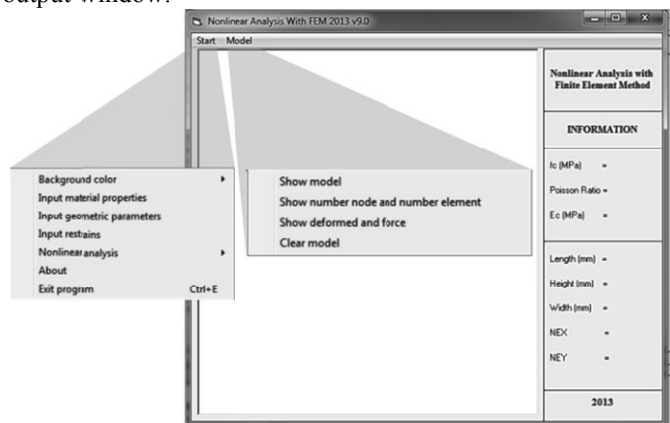 output window.
Nonlinear Analysis With FEM 2013 v9.0
Start Model
Background color
Input material properties
Input geometric parameters
Input restrains
Nonlinear analysis
About
Exit program Ctrl+E
Show model
Show number node and number element
Show deformed and force
Clear model
Nonlinear Analysis with
Finite Element Method
INFORMATION
fc (MPa) =
Poisson Ratio =
Ec (MPa) =
Length (mm) =
Height (mm) =
Width (mm) =
NEX =
NEY =
2013